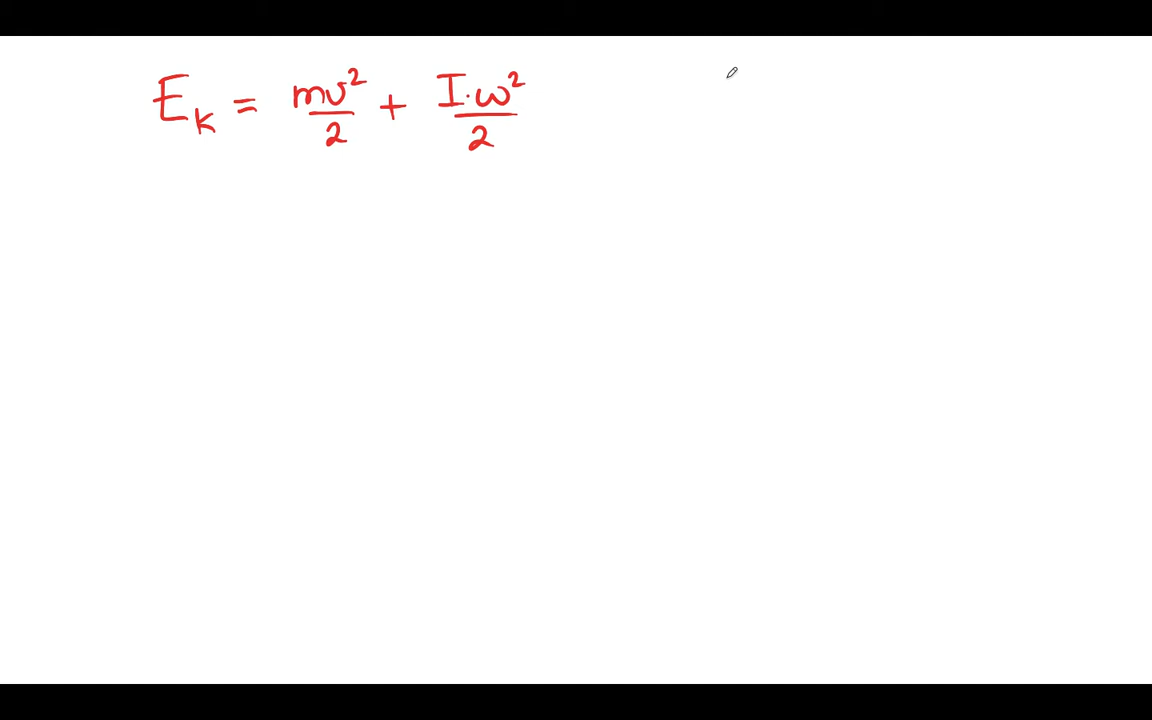 E_k = mv²/2 + I·ω²/2